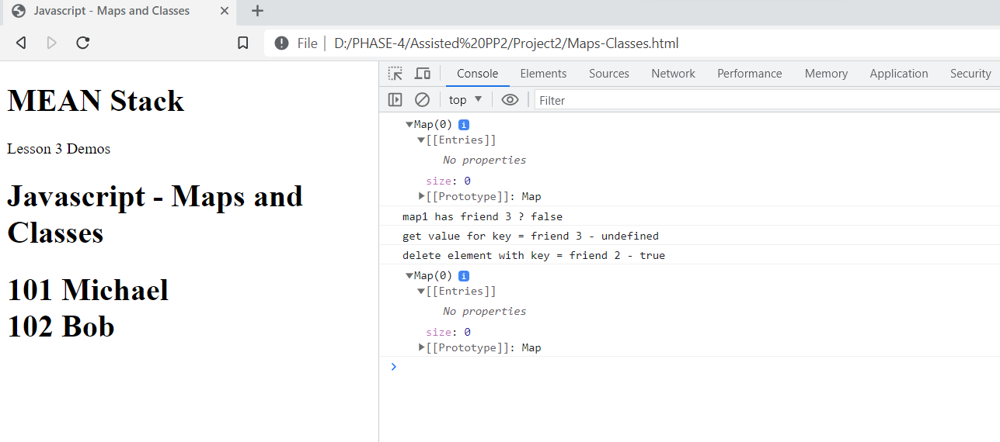 Javascript - Maps and Classes
File | D:/PHASE-4/Assisted%20PP2/Project2/Maps-Classes.html
MEAN Stack
Lesson 3 Demos
Javascript - Maps and
Classes
101 Michael
102 Bob
Console Elements Sources Network Performance Memory Application Security
top Filter
Map(0) i
[[Entries]]
No properties
size: 0
[[Prototype]]: Map
map1 has friend 3 ? false
get value for key = friend 3 - undefined
delete element with key = friend 2 - true
Map(0) i
[[Entries]]
No properties
size: 0
[[Prototype]]: Map